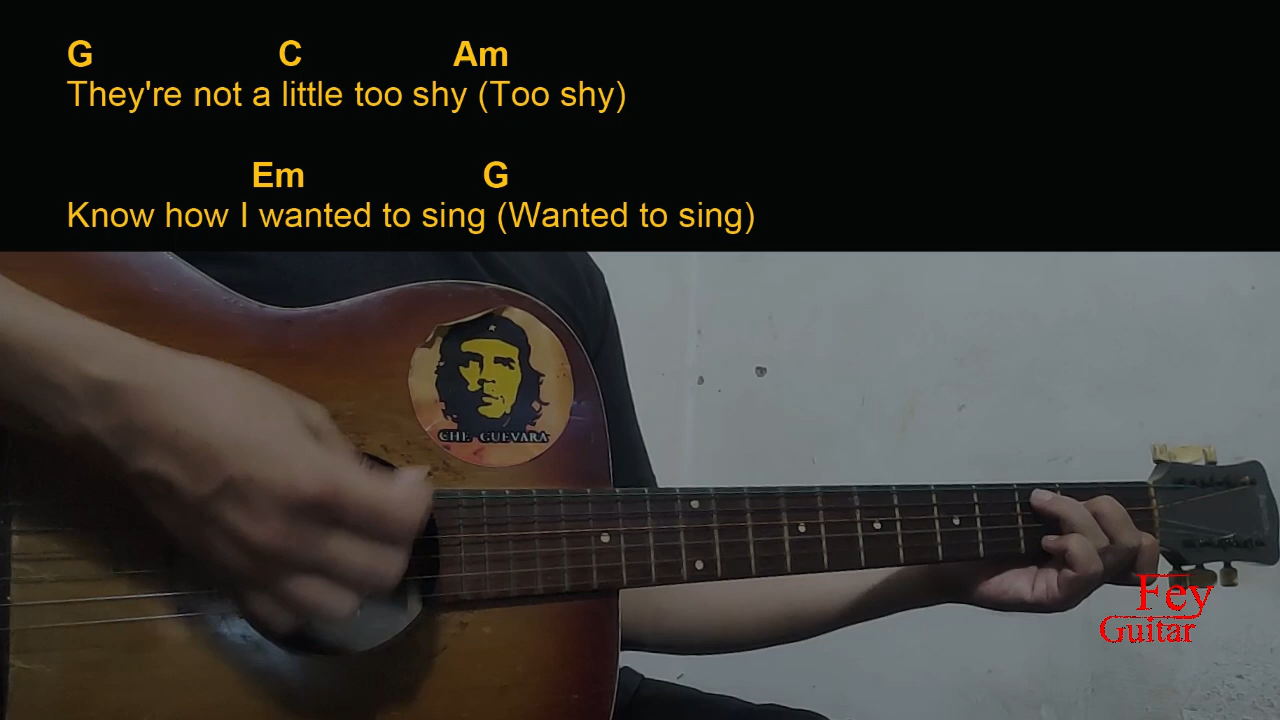 G C Am
They're not a little too shy (Too shy)
Em G
Know how I wanted to sing (Wanted to sing)
CHE GUEVARA
Fey
Guitar